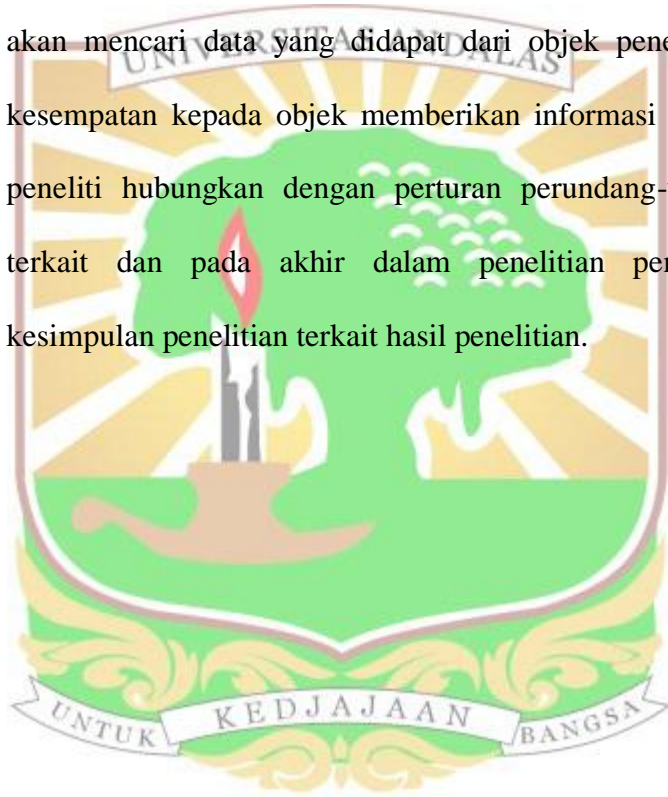 akan mencari data yang didapat dari objek pene
UNIVERSITAS ANDALAS
kesempatan kepada objek memberikan informasi
peneliti hubungkan dengan perturan perundang-
terkait dan pada akhir dalam penelitian per
kesimpulan penelitian terkait hasil penelitian.
UNTUK KEDJAJAAN BANGSA